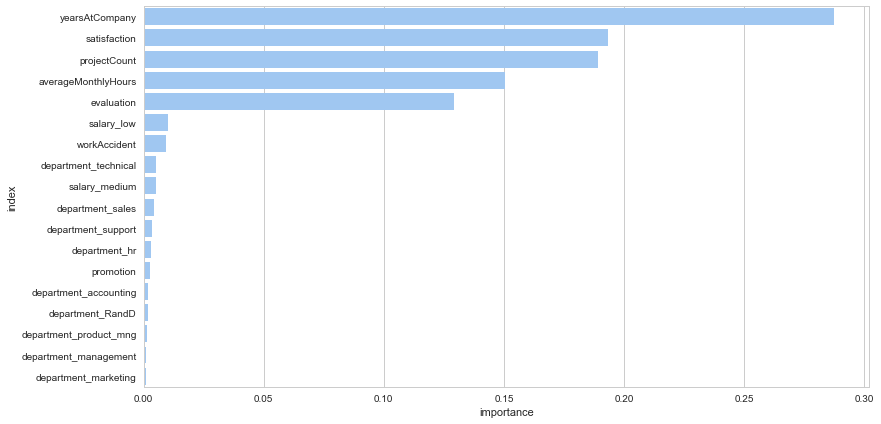 yearsAtCompany
satisfaction
projectCount
averageMonthlyHours
evaluation
salary_low
workAccident
department_technical
salary_medium
department_sales
department_support
department_hr
promotion
department_accounting
department_RandD
department_product_mng
department_management
department_marketing
index
0.00 0.05 0.10 0.15 0.20 0.25 0.30
importance